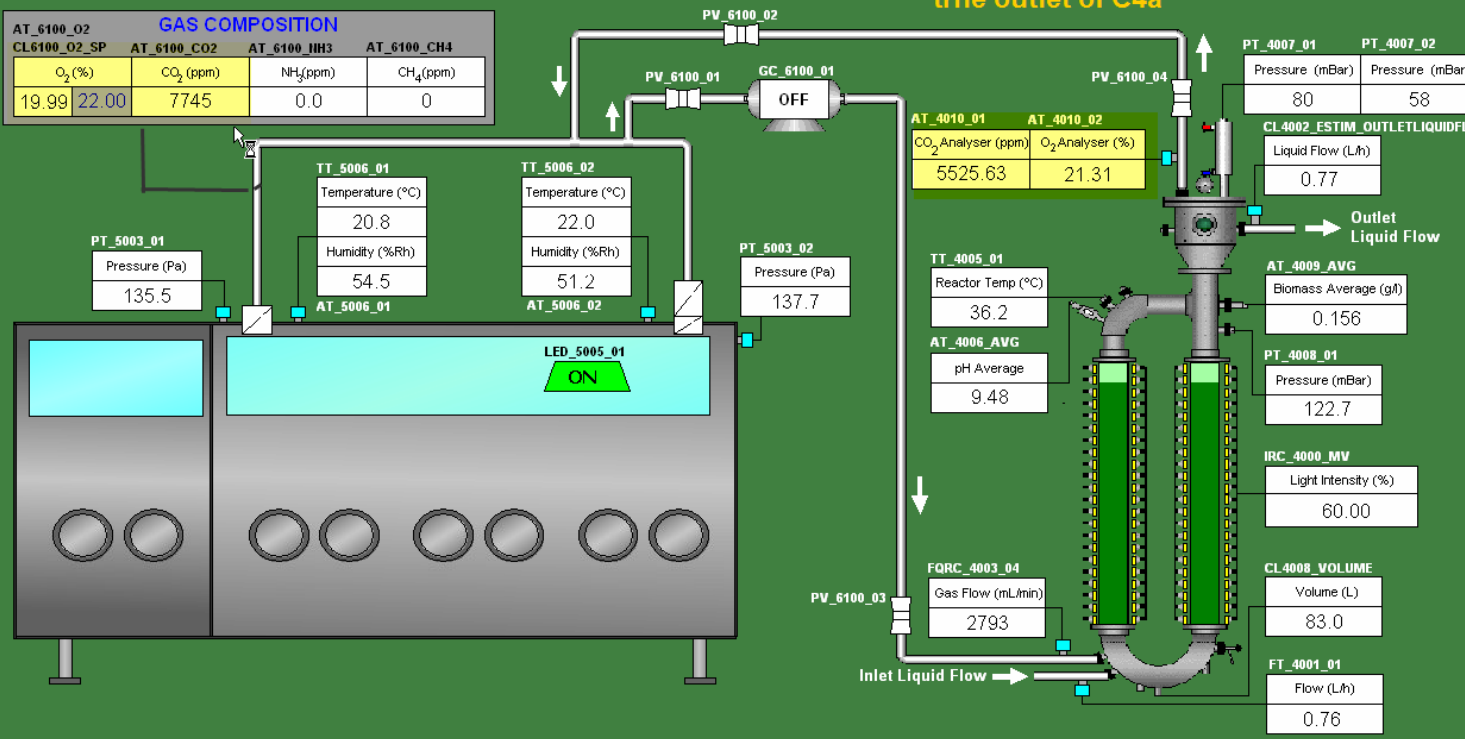 tThe outlet of C4a
GAS COMPOSITION
AT_6100_O2
CL6100_O2_SP AT_6100_CO2 AT_6100_NH3 AT_6100_CH4
O2 (%) CO2 (ppm) NH3(ppm) CH4(ppm)
19.99 22.00 7745 0.0 0
PV_6100_02
PV_6100_01
GC_6100_01
OFF
PV_6100_04
PT_4007_01 PT_4007_02
Pressure (mBar) Pressure (mBar
80 58
AT_4010_01 AT_4010_02
CO2 Analyser (ppm) O2 Analyser (%)
5525.63 21.31
CL4002_ESTIM_OUTLETLIQUIDFL
Liquid Flow (L/h)
0.77
Outlet
Liquid Flow
TT_5006_01
Temperature (°C)
20.8
Humidity (%Rh)
54.5
AT_5006_01
TT_5006_02
Temperature (°C)
22.0
Humidity (%Rh)
51.2
AT_5006_02
PT_5003_01
Pressure (Pa)
135.5
PT_5003_02
Pressure (Pa)
137.7
LED_5005_01
ON
TT_4005_01
Reactor Temp (°C)
36.2
AT_4006_AVG
pH Average
9.48
AT_4009_AVG
Biomass Average (g/l)
0.156
PT_4008_01
Pressure (mBar)
122.7
IRC_4000_MV
Light Intensity (%)
60.00
PV_6100_03
FQRC_4003_04
Gas Flow (mL/min)
2793
CL4008_VOLUME
Volume (L)
83.0
Inlet Liquid Flow
FT_4001_01
Flow (L/h)
0.76